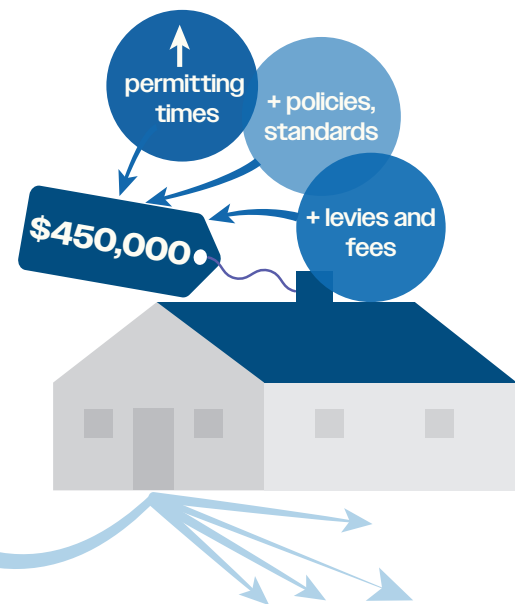 permitting
times
+ policies,
standards
+ levies and
fees
$450,000